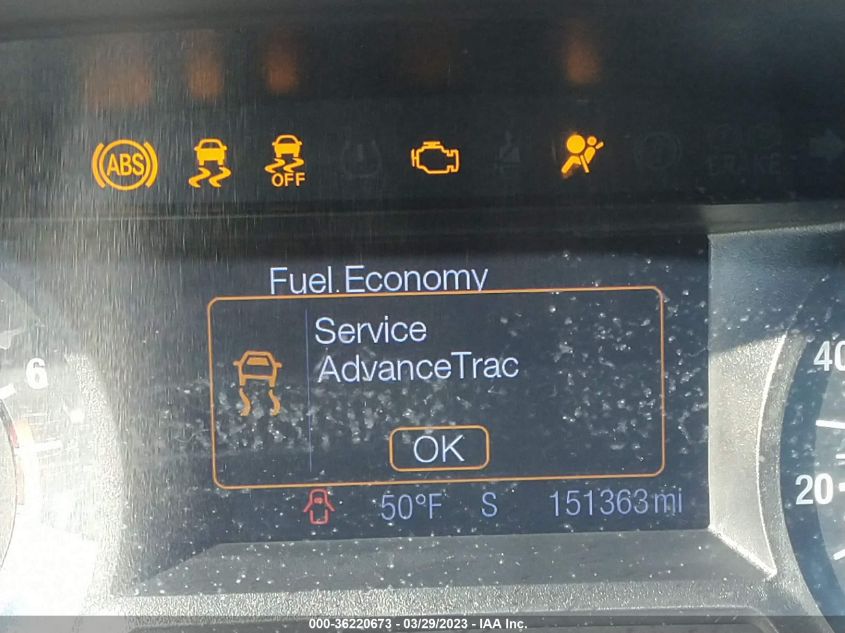 ABS
OFF
Fuel Economy
Service
AdvanceTrac
OK
6
40
20
50°F S 151363 mi
000-36220673 - 03/29/2023 - IAA Inc.